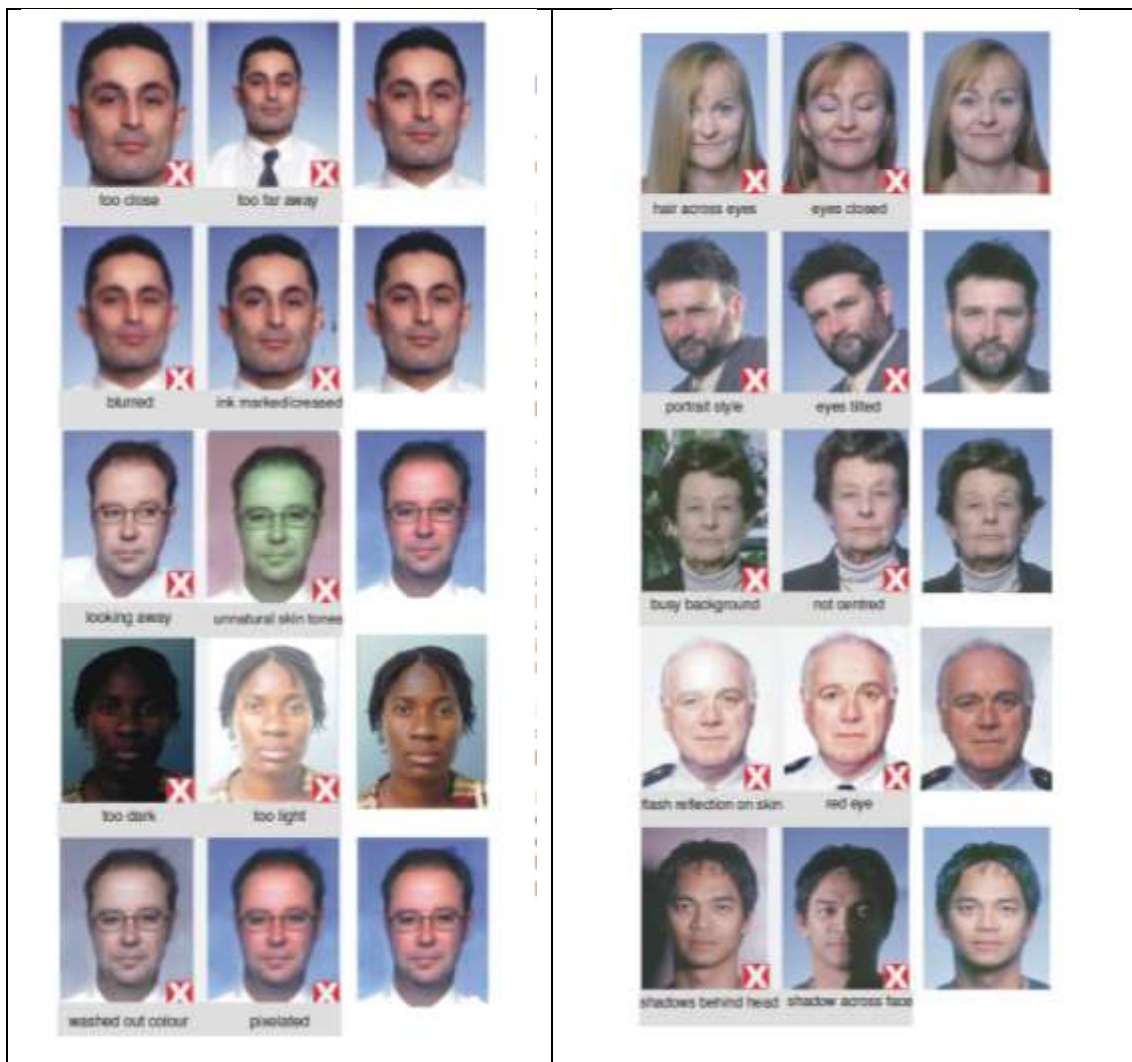 too close too far away
blurred ink marked/creased
looking away unnatural skin tones
too dark too light
washed out colour pixelated
hair across eyes eyes closed
portrait style eyes tilted
busy background not centred
flash reflection on skin red eye
shadows behind head shadow across face